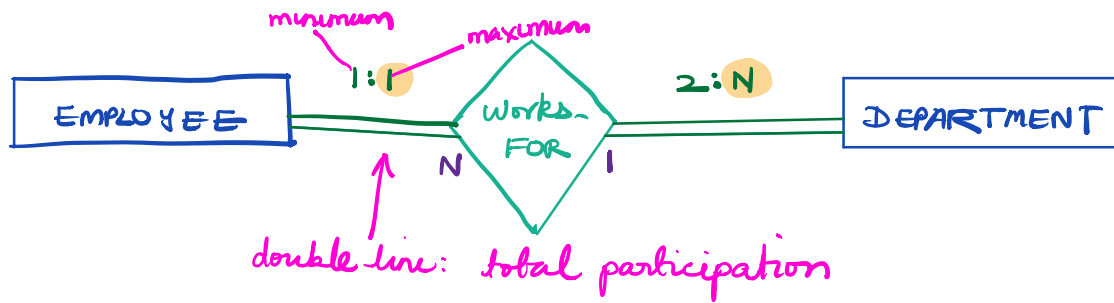 minimum
maximum
1:1
2:N
EMPLOYEE
WORKS-
FOR
DEPARTMENT
N
1
double line: total participation